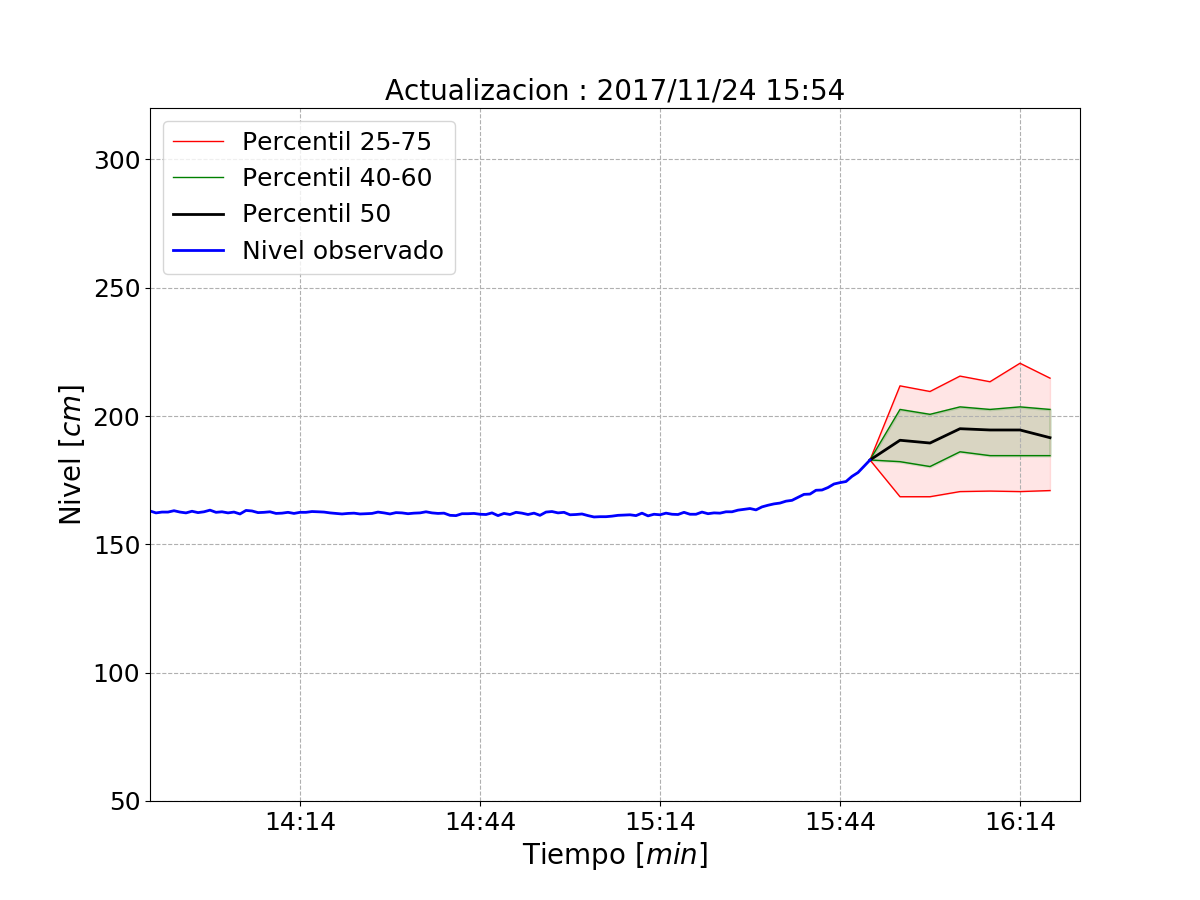 Actualizacion : 2017/11/24 15:54
Percentil 25-75
Percentil 40-60
Percentil 50
Nivel observado
300
250
200
150
100
50
Nivel [cm]
14:14 14:44 15:14 15:44 16:14
Tiempo [min]